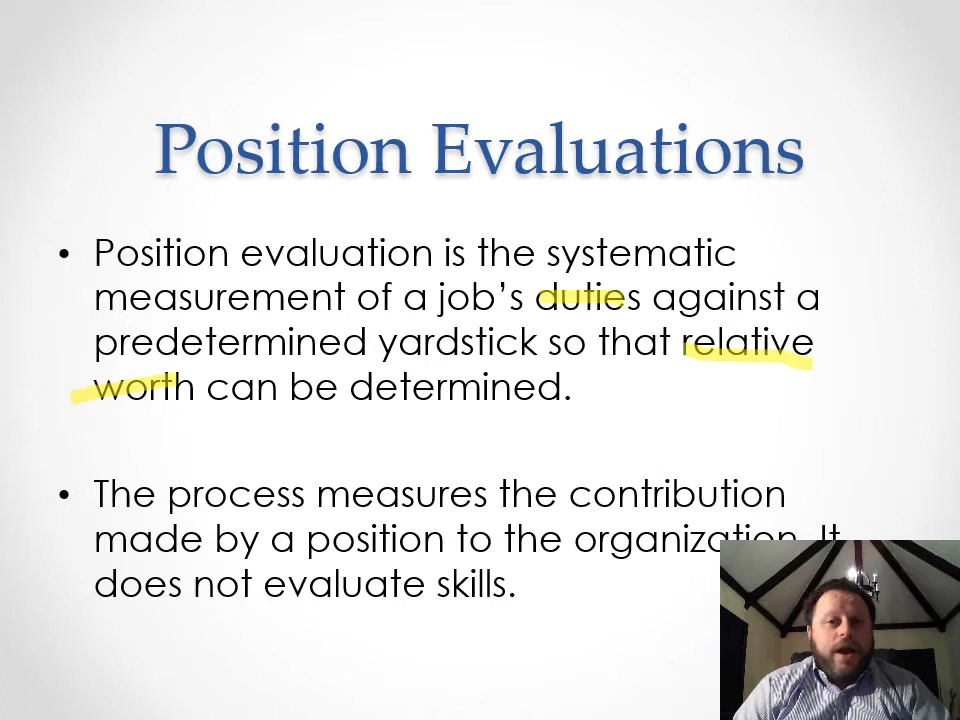 Position Evaluations
• Position evaluation is the systematic
measurement of a job’s duties against a
predetermined yardstick so that relative
worth can be determined.
• The process measures the contribution
made by a position to the organization. It
does not evaluate skills.